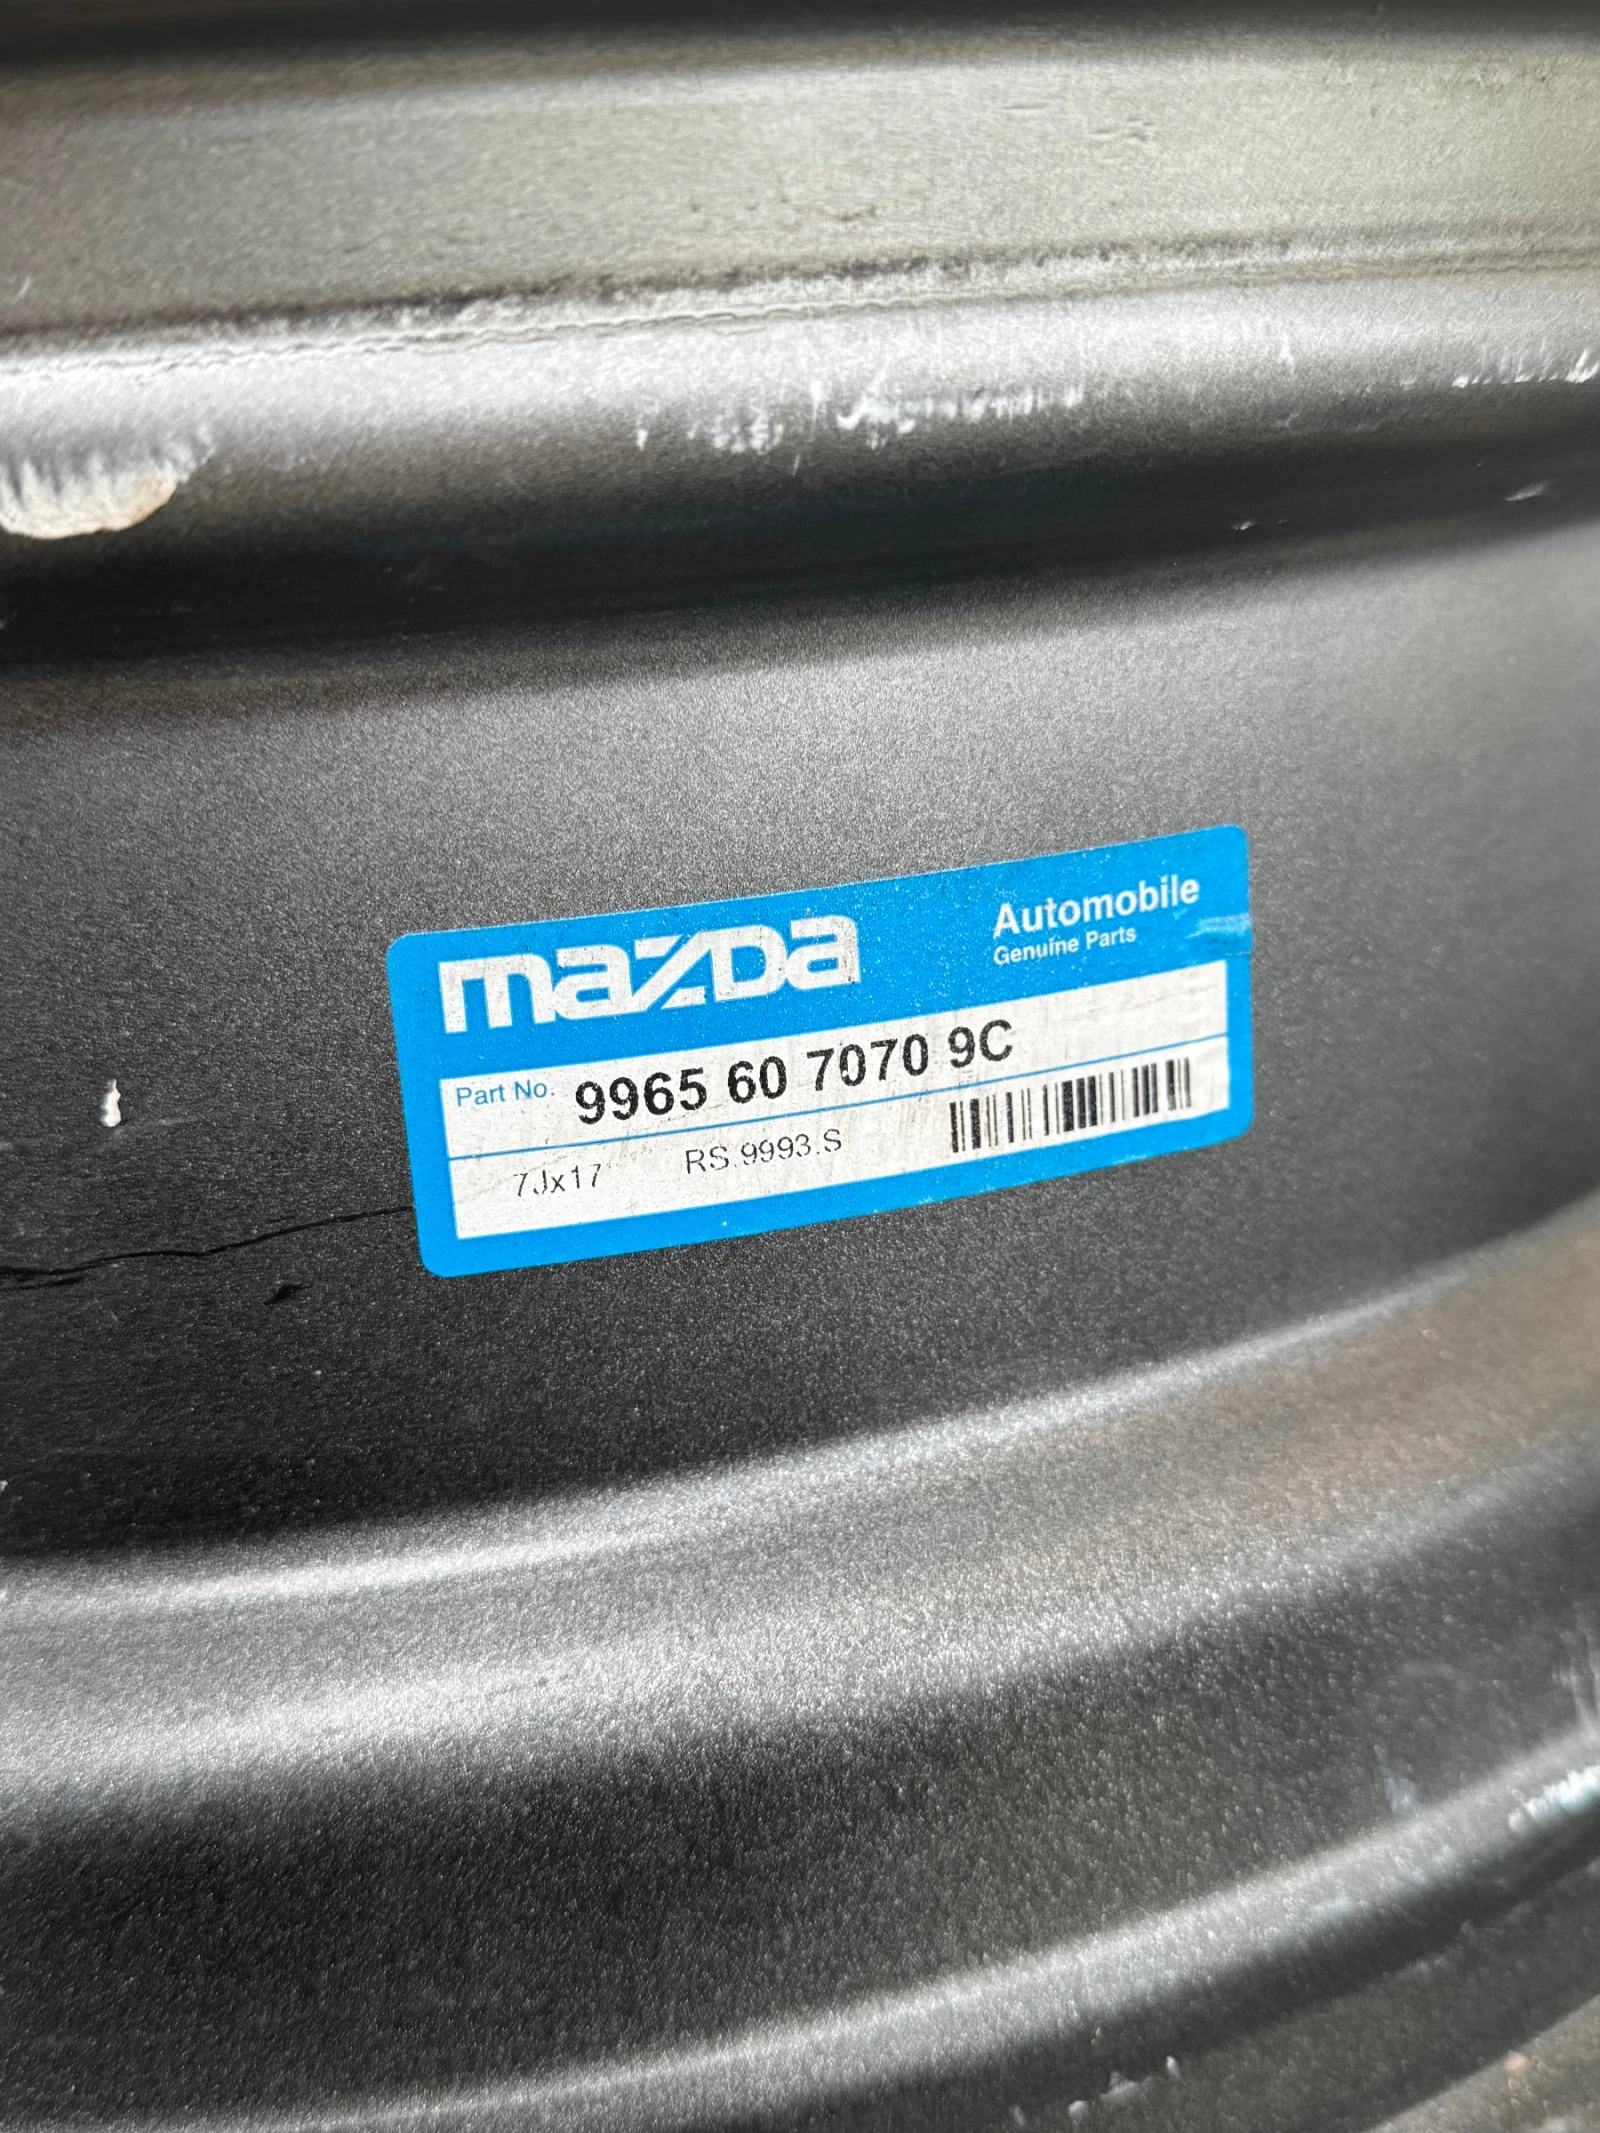 mazda
Automobile
Genuine Parts
Part No. 9965 60 7070 9C
7Jx17 RS.9993.S